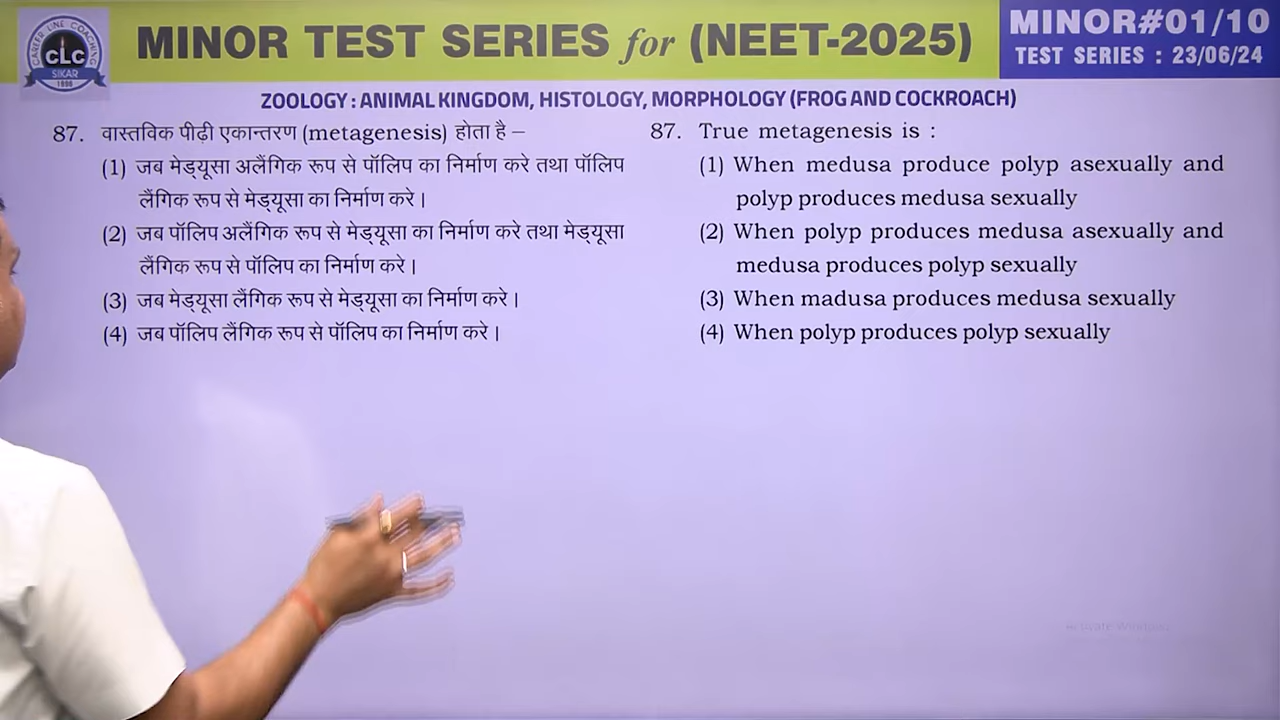 CAREER LINE COACHING
CLC
SIKAR
1996
MINOR TEST SERIES for (NEET-2025)
MINOR#01/10
TEST SERIES : 23/06/24
ZOOLOGY : ANIMAL KINGDOM, HISTOLOGY, MORPHOLOGY (FROG AND COCKROACH)
87. वास्तविक पीढ़ी एकान्तरण (metagenesis) होता है –
(1) जब मेड्यूसा अलैंगिक रूप से पॉलिप का निर्माण करे तथा पॉलिप
लैंगिक रूप से मेड्यूसा का निर्माण करे।
(2) जब पॉलिप अलैंगिक रूप से मेड्यूसा का निर्माण करे तथा मेड्यूसा
लैंगिक रूप से पॉलिप का निर्माण करे।
(3) जब मेड्यूसा लैंगिक रूप से मेड्यूसा का निर्माण करे।
(4) जब पॉलिप लैंगिक रूप से पॉलिप का निर्माण करे।
87. True metagenesis is :
(1) When medusa produce polyp asexually and
polyp produces medusa sexually
(2) When polyp produces medusa asexually and
medusa produces polyp sexually
(3) When madusa produces medusa sexually
(4) When polyp produces polyp sexually
Activate Windows